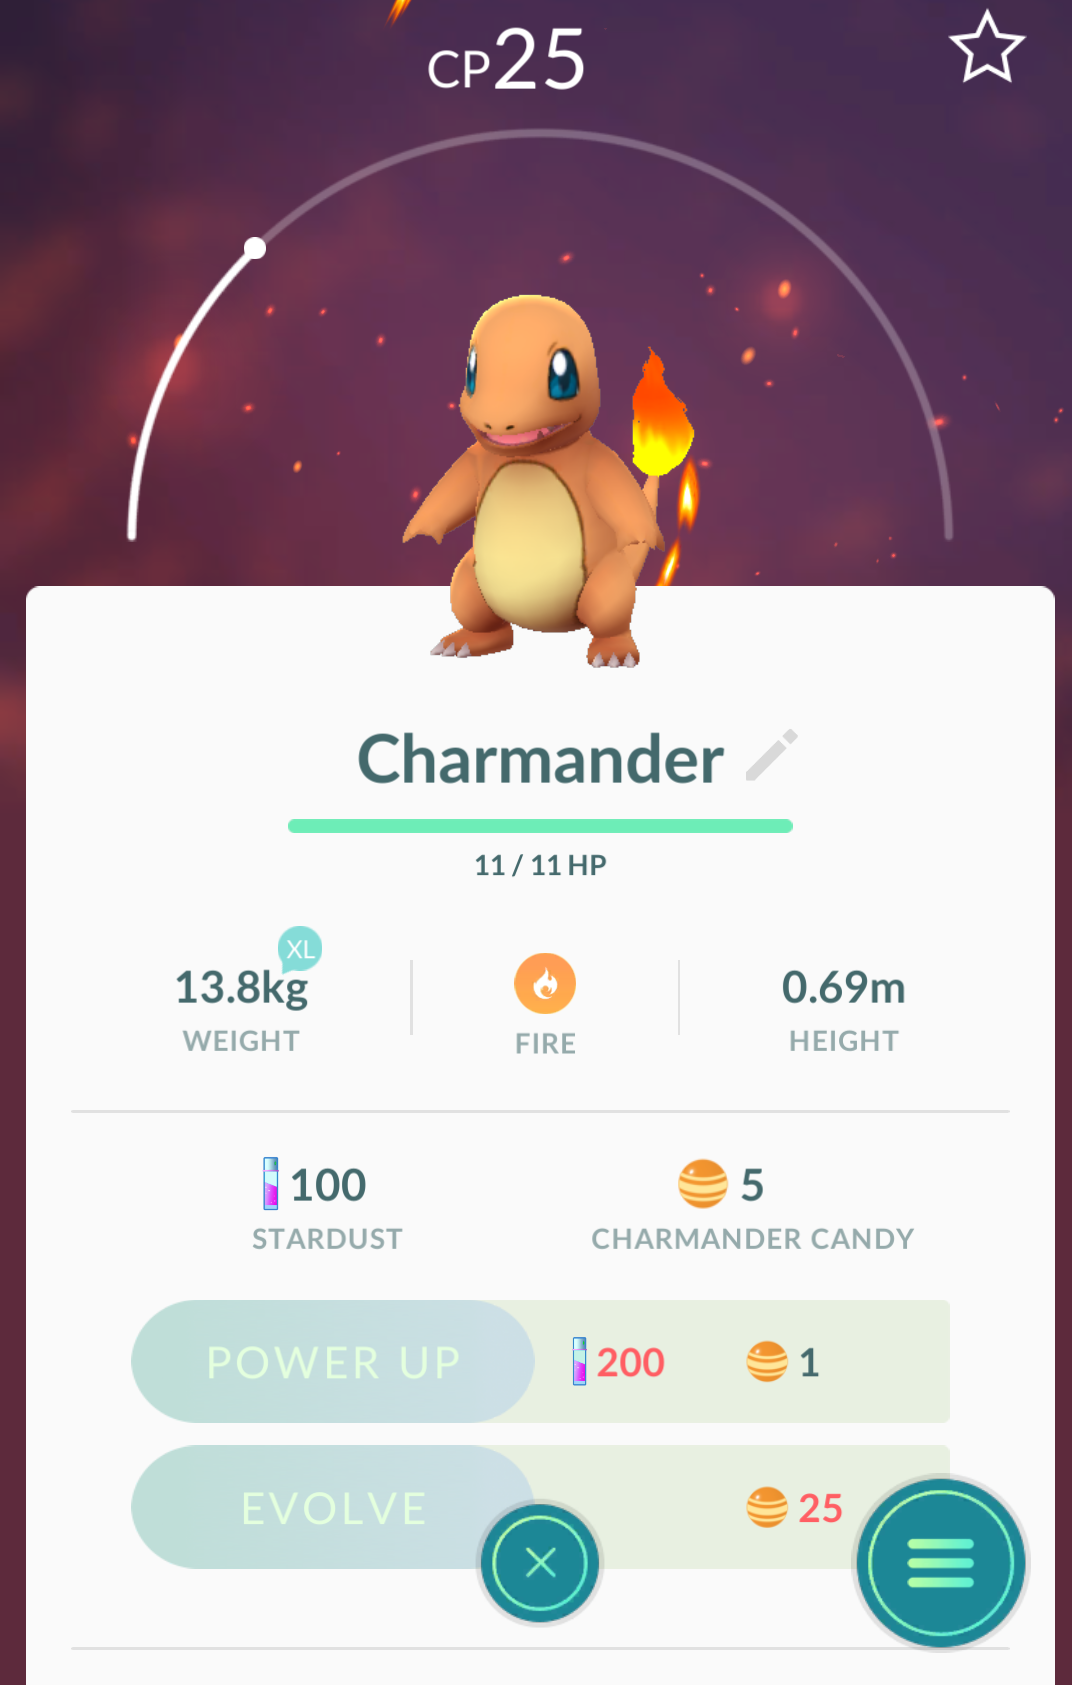 CP25
Charmander
11 / 11 HP
XL
13.8kg
WEIGHT
FIRE
0.69m
HEIGHT
100
STARDUST
5
CHARMANDER CANDY
POWER UP 200 1
EVOLVE 25